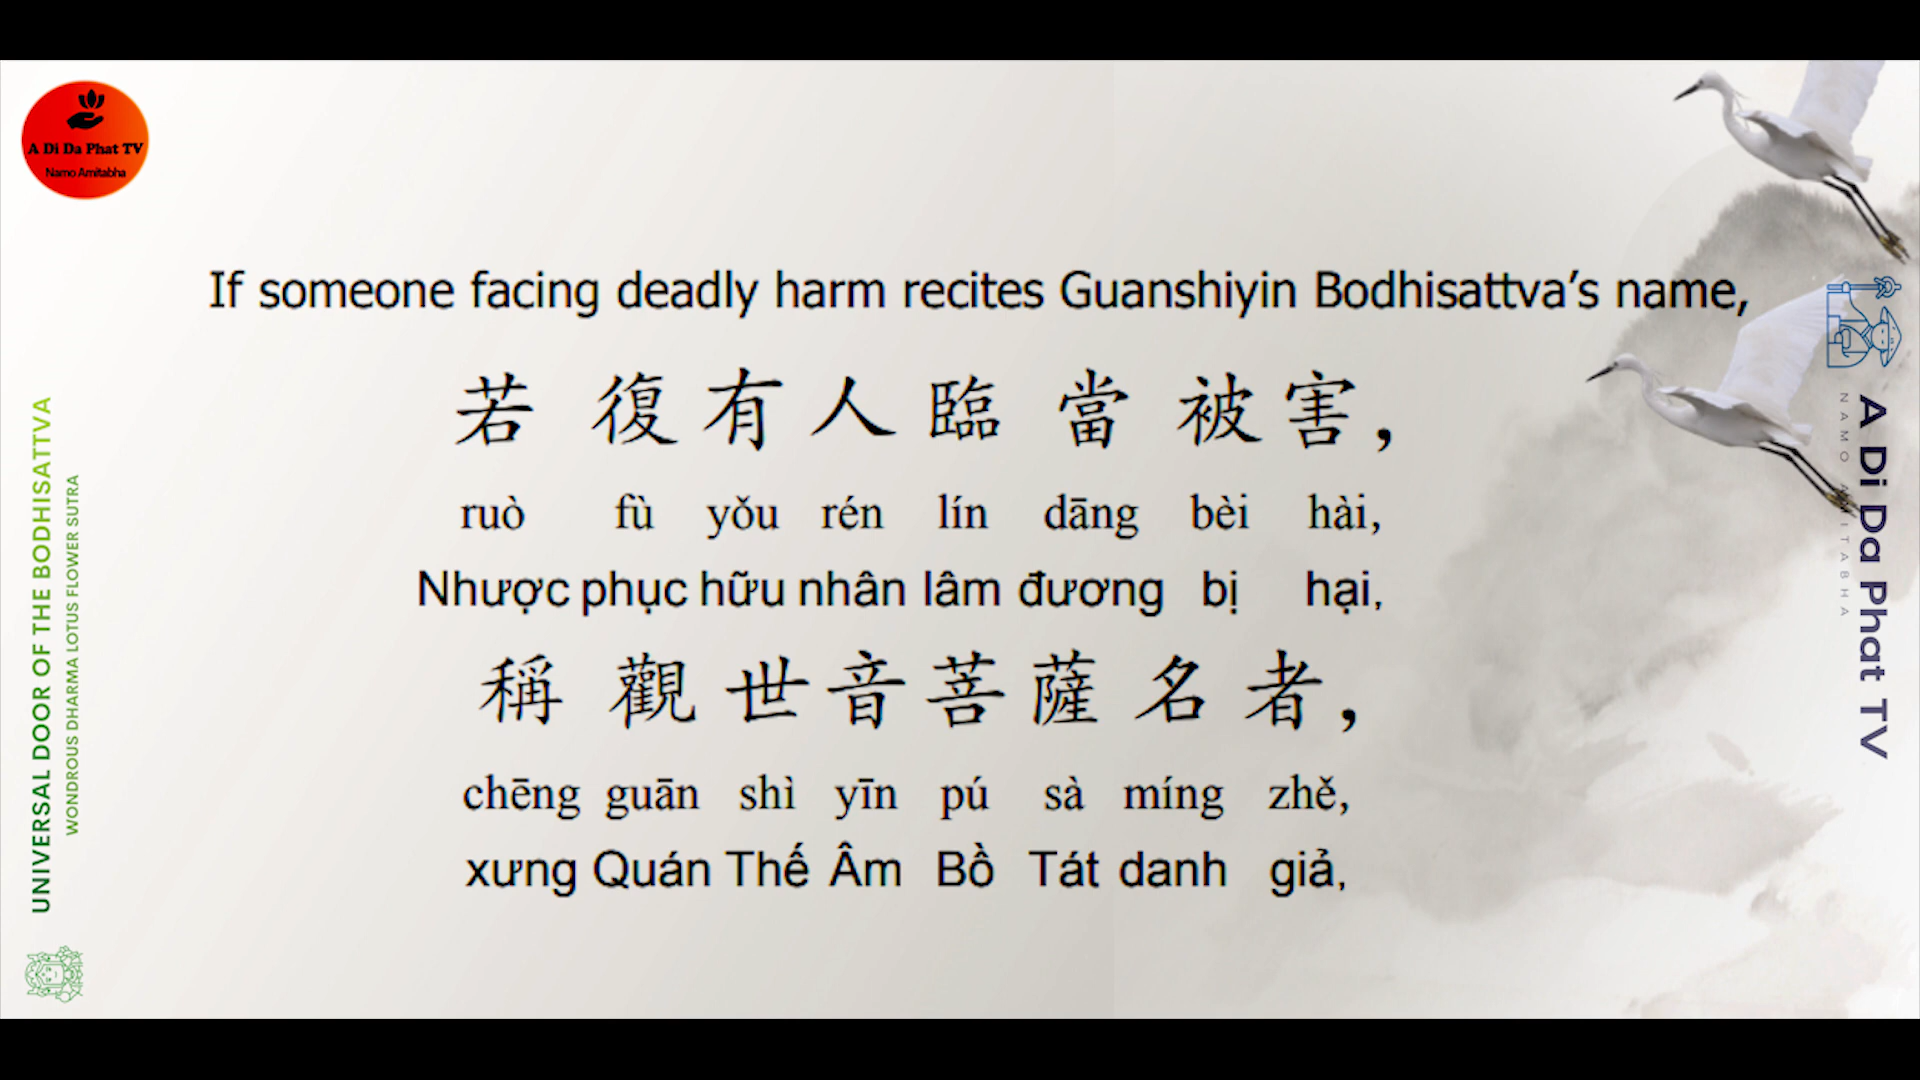 A Di Da Phat TV
Namo Amitabha
If someone facing deadly harm recites Guanshiyin Bodhisattva’s name,
若復有人臨當被害，
ruò fù yǒu rén lín dāng bèi hài,
Nhược phục hữu nhân lâm đương bị hại,
稱觀世音菩薩名者，
chēng guān shì yīn pú sà míng zhě,
xưng Quán Thế Âm Bồ Tát danh giả,
UNIVERSAL DOOR OF THE BODHISATTVA
WONDROUS DHARMA LOTUS FLOWER SUTRA
A Di Da Phat TV
NAMO AMITABHA